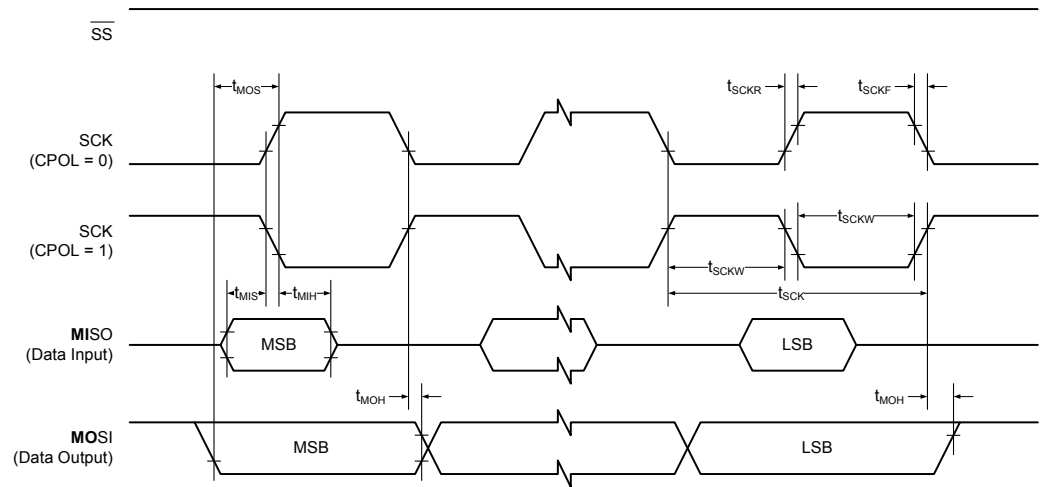 SS
tMOS
tSCKR
tSCKF
SCK
(CPOL = 0)
SCK
(CPOL = 1)
tSCKW
tSCKW
tMIS
tMIH
tSCK
MISO
(Data Input)
MSB
LSB
tMOH
tMOH
MOSI
(Data Output)
MSB
LSB